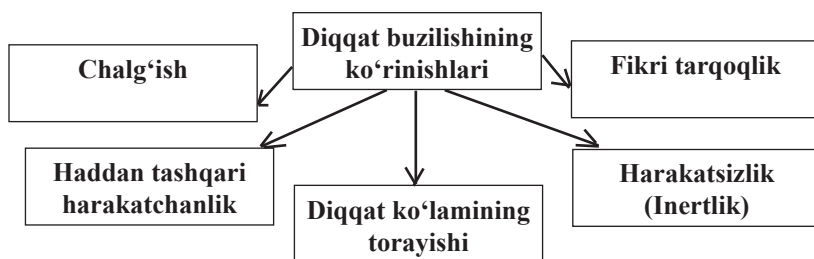 Diqqat buzilishining
ko‘rinishlari
Chalg‘ish
Fikri tarqoqlik
Haddan tashqari
harakatchanlik
Diqqat ko‘lamining
torayishi
Harakatsizlik
(Inertlik)